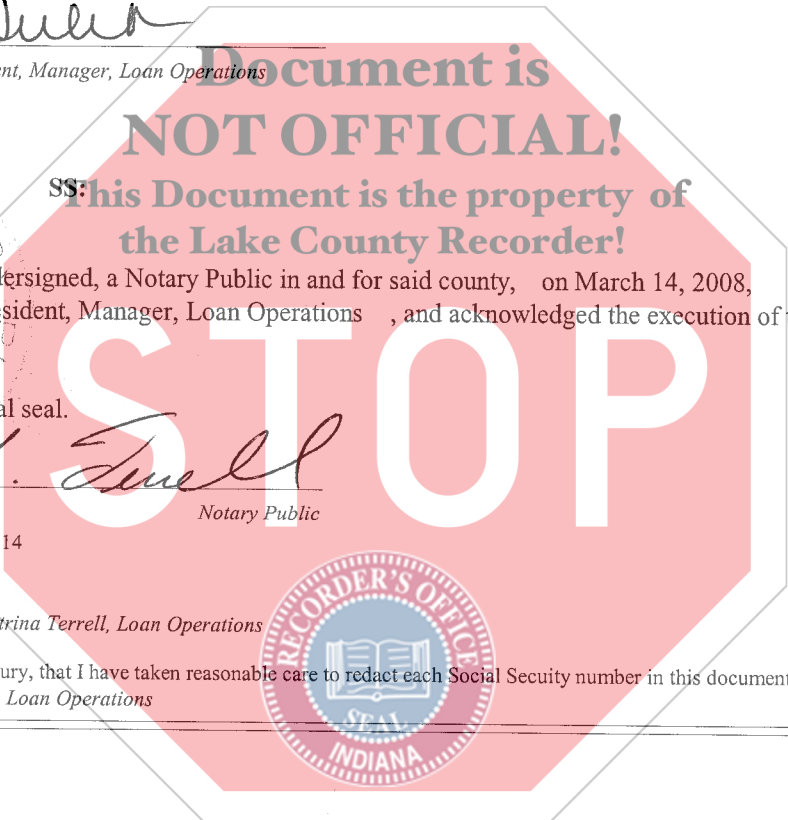 nt, Manager, Loan Operations
Document is
NOT OFFICIAL!
SS:
This Document is the property of
the Lake County Recorder!
dersigned, a Notary Public in and for said county, on March 14, 2008,
sident, Manager, Loan Operations , and acknowledged the execution of
STOP
al seal.
Terrell
Notary Public
14
RECORDER'S OFFICE
trina Terrell, Loan Operations
ury, that I have taken reasonable care to redact each Social Secuity number in this document
Loan Operations
SEAL
INDIANA